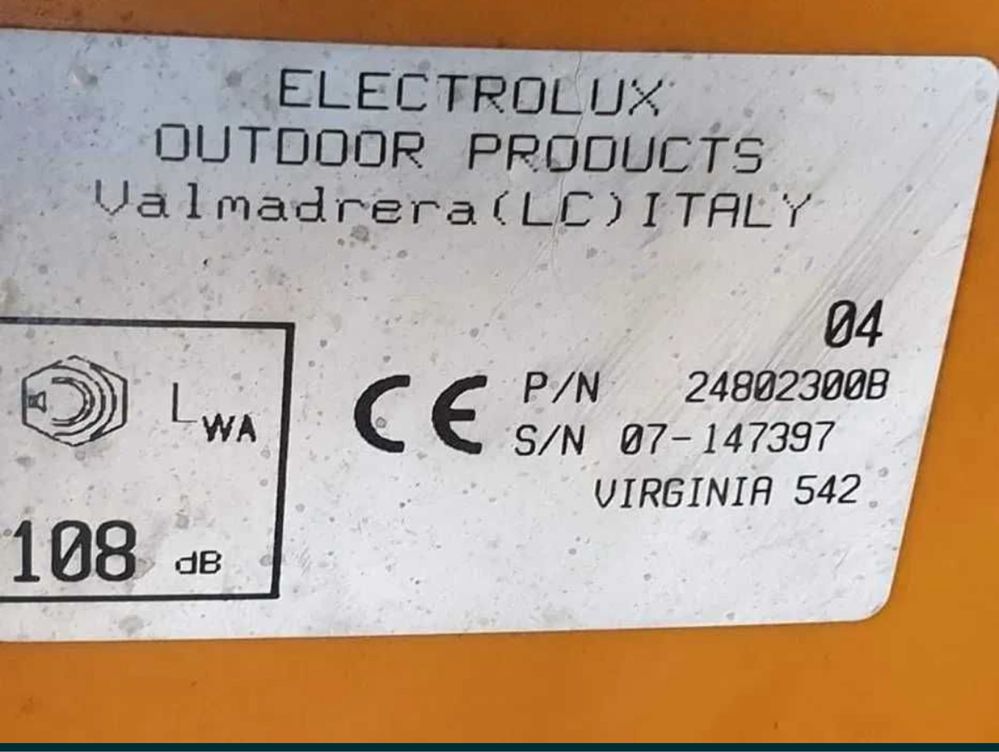 ELECTROLUX
OUTDOOR PRODUCTS
Valmadrera(LC)ITALY
04
CE P/N 24802300B
S/N 07-147397
VIRGINIA 542
LWA
108 dB